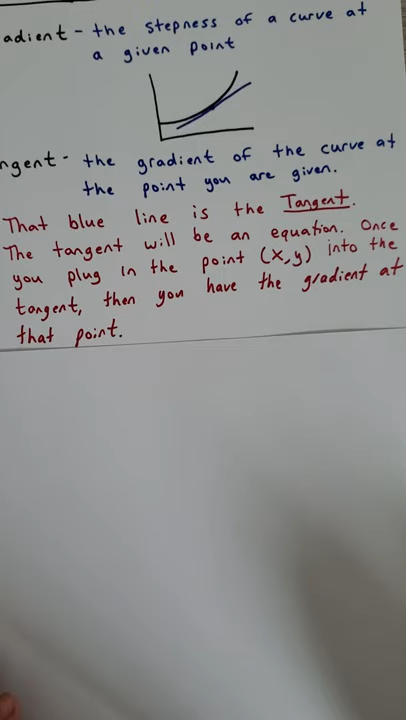 adient - the stepness of a curve at
a given point
ngent - the gradient of the curve at
the point you are given.
That blue line is the Tangent.
The tangent will be an equation. Once
you plug in the point (x,y) into the
tangent, then you have the gradient at
that point.